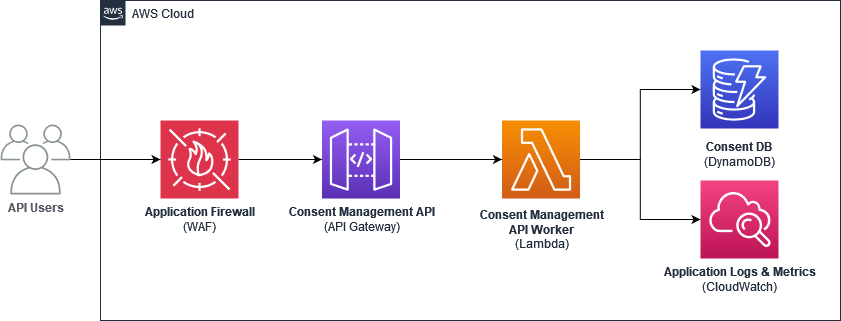 aws
AWS Cloud
API Users
Application Firewall
(WAF)
Consent Management API
(API Gateway)
Consent Management
API Worker
(Lambda)
Consent DB
(DynamoDB)
Application Logs & Metrics
(CloudWatch)